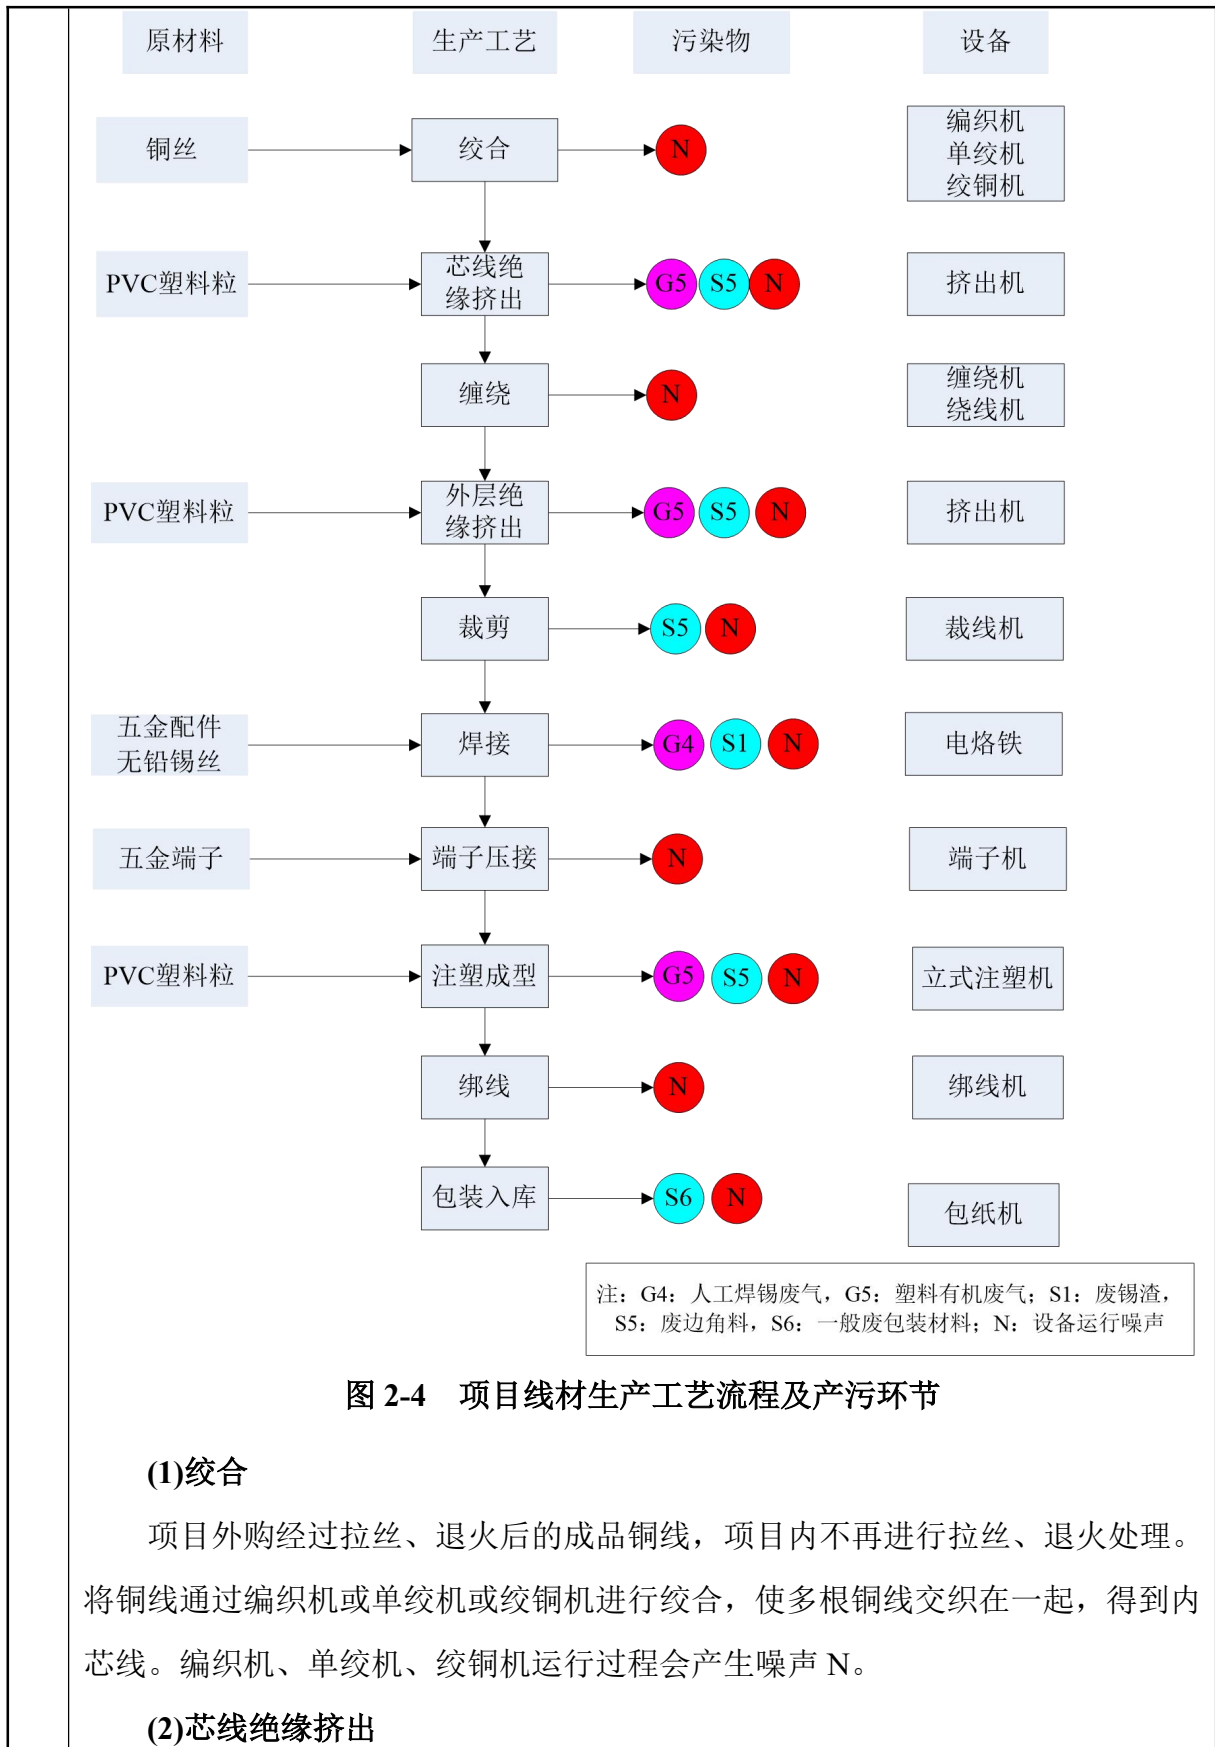 原材料 生产工艺 污染物 设备
铜丝 绞合 N 编织机
单绞机
绞铜机
PVC塑料粒 芯线绝
缘挤出 G5 S5 N 挤出机
缠绕 N 缠绕机
绕线机
PVC塑料粒 外层绝
缘挤出 G5 S5 N 挤出机
裁剪 S5 N 裁线机
五金配件
无铅锡丝 焊接 G4 S1 N 电烙铁
五金端子 端子压接 N 端子机
PVC塑料粒 注塑成型 G5 S5 N 立式注塑机
绑线 N 绑线机
包装入库 S6 N 包纸机
注：G4：人工焊锡废气，G5：塑料有机废气；S1：废锡渣，
S5：废边角料，S6：一般废包装材料；N：设备运行噪声
图 2-4 项目线材生产工艺流程及产污环节
(1)绞合
项目外购经过拉丝、退火后的成品铜线，项目内不再进行拉丝、退火处理。
将铜线通过编织机或单绞机或绞铜机进行绞合，使多根铜线交织在一起，得到内
芯线。编织机、单绞机、绞铜机运行过程会产生噪声 N。
(2)芯线绝缘挤出